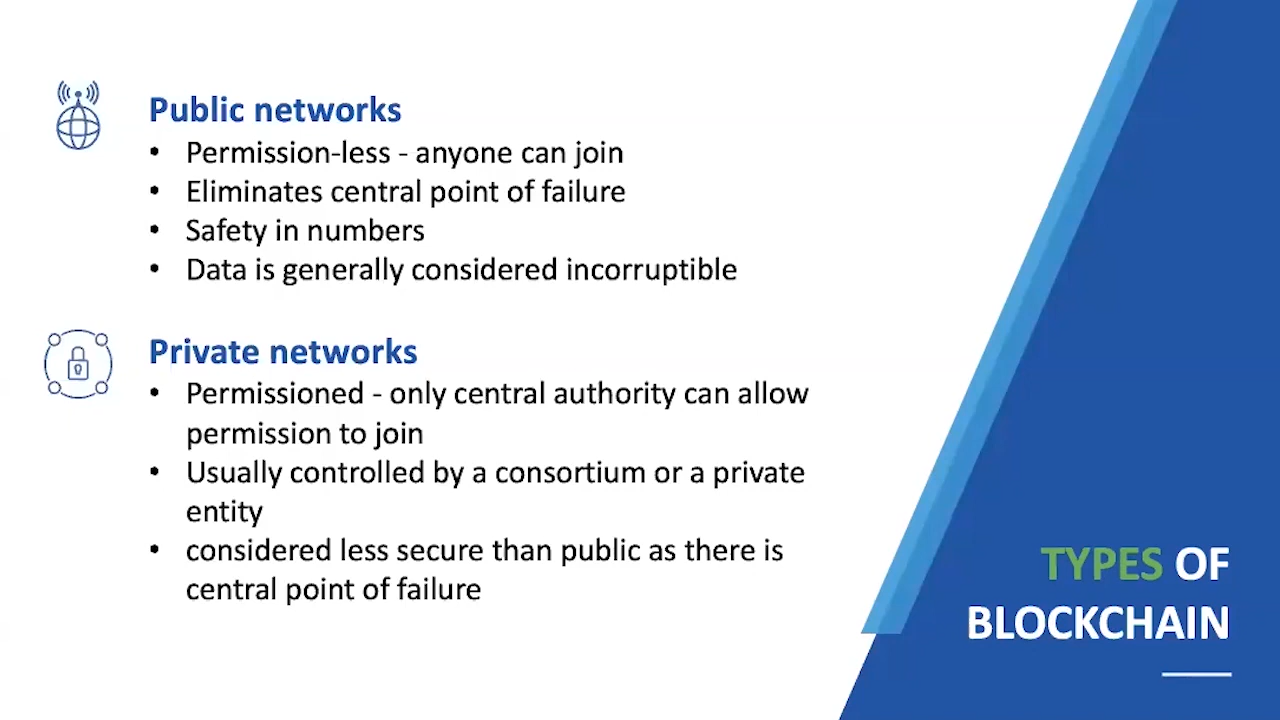 Public networks
• Permission-less - anyone can join
• Eliminates central point of failure
• Safety in numbers
• Data is generally considered incorruptible
Private networks
• Permissioned - only central authority can allow
permission to join
• Usually controlled by a consortium or a private
entity
• considered less secure than public as there is
central point of failure
TYPES OF
BLOCKCHAIN